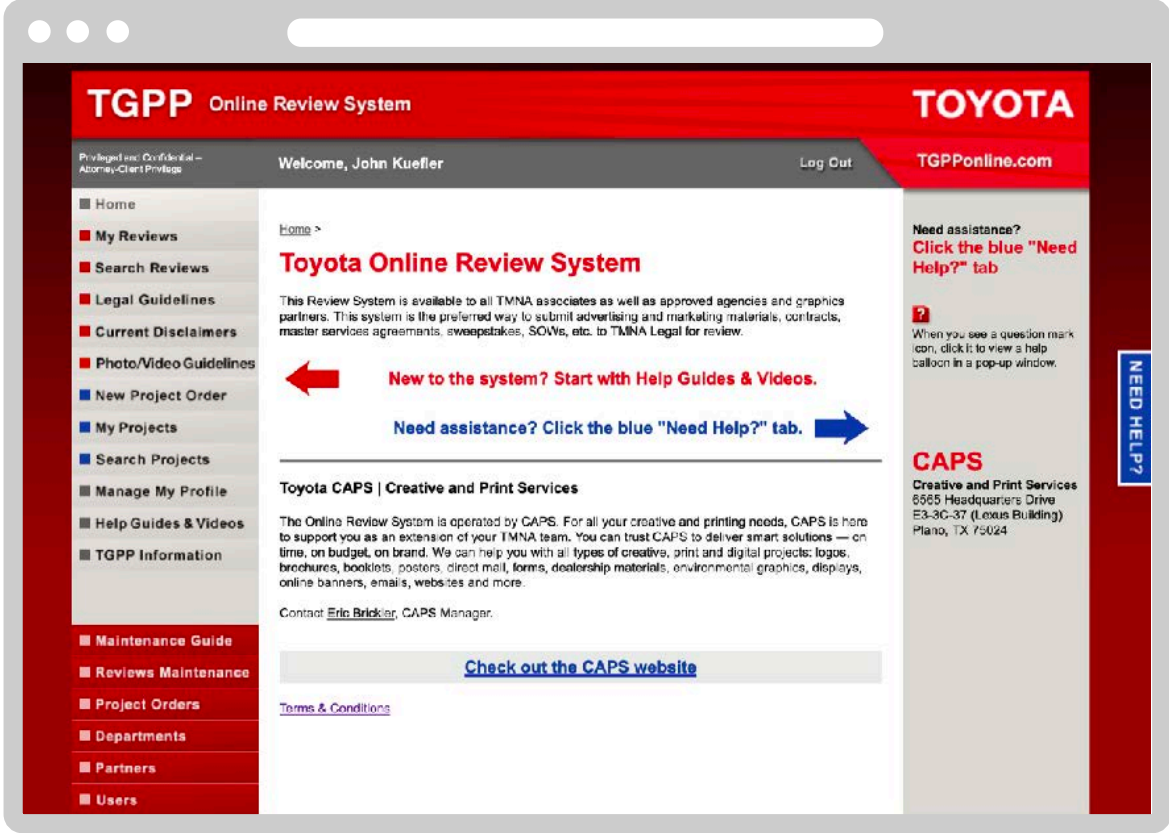 TGPP Online Review System
TOYOTA
Privileged and Confidential –
Attorney-Client Privilege
Welcome, John Kuefler
Log Out
TGPPonline.com
Home
My Reviews
Search Reviews
Legal Guidelines
Current Disclaimers
Photo/Video Guidelines
New Project Order
My Projects
Search Projects
Manage My Profile
Help Guides & Videos
TGPP Information
Maintenance Guide
Reviews Maintenance
Project Orders
Departments
Partners
Users
Home >
Toyota Online Review System
This Review System is available to all TMNA associates as well as approved agencies and graphics
partners. This system is the preferred way to submit advertising and marketing materials, contracts,
master services agreements, sweepstakes, SOWs, etc. to TMNA Legal for review.
New to the system? Start with Help Guides & Videos.
Need assistance? Click the blue "Need Help?" tab.
Toyota CAPS | Creative and Print Services
The Online Review System is operated by CAPS. For all your creative and printing needs, CAPS is here
to support you as an extension of your TMNA team. You can trust CAPS to deliver smart solutions — on
time, on budget, on brand. We can help you with all types of creative, print and digital projects: logos,
brochures, booklets, posters, direct mail, forms, dealership materials, environmental graphics, displays,
online banners, emails, websites and more.
Contact Eric Brickler, CAPS Manager.
Check out the CAPS website
Terms & Conditions
Need assistance?
Click the blue "Need
Help?" tab
?
When you see a question mark
icon, click it to view a help
balloon in a pop-up window.
CAPS
Creative and Print Services
6565 Headquarters Drive
E3-3C-37 (Lexus Building)
Plano, TX 75024
NEED HELP?